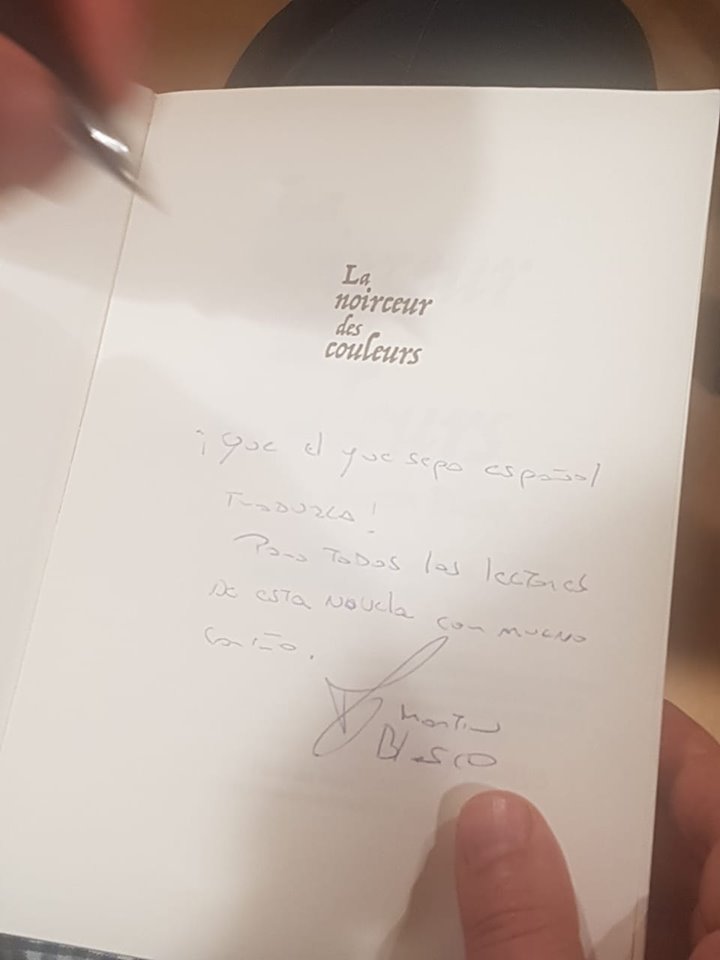 La
noirceur
des
couleurs
¡que el que sepa español
Traduzca!
Para Todos los lectores
De esta novela con mucho
cariño.
Martin
Blasco